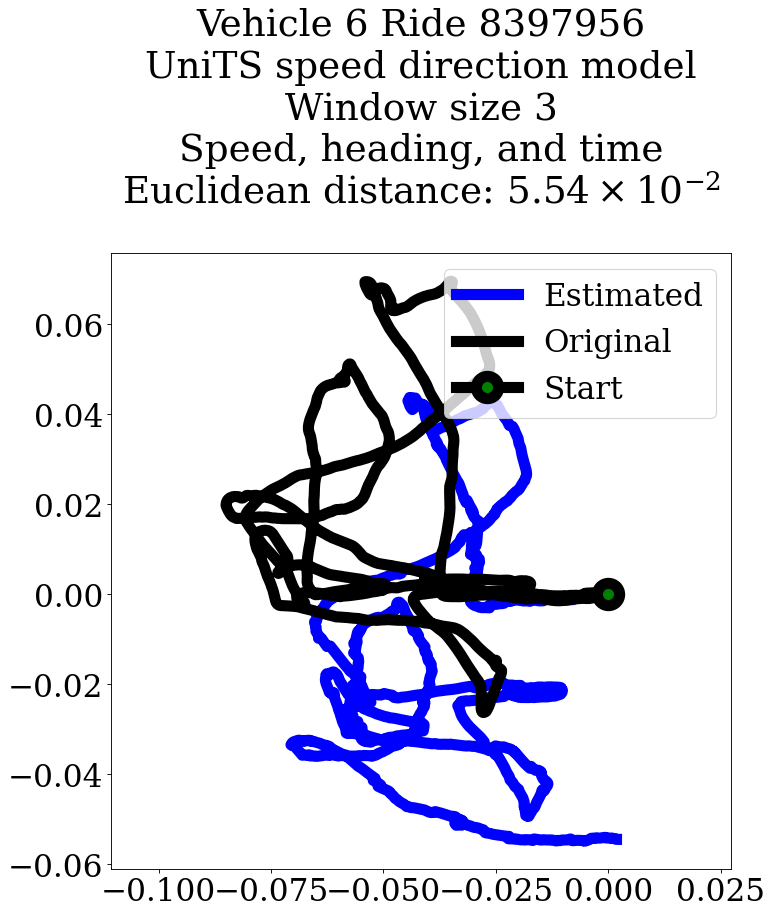 Vehicle 6 Ride 8397956
UniTS speed direction model
Window size 3
Speed, heading, and time
Euclidean distance: 5.54 × 10⁻²
Estimated
Original
Start
0.06
0.04
0.02
0.00
−0.02
−0.04
−0.06
−0.100 −0.075 −0.050 −0.025 0.000 0.025